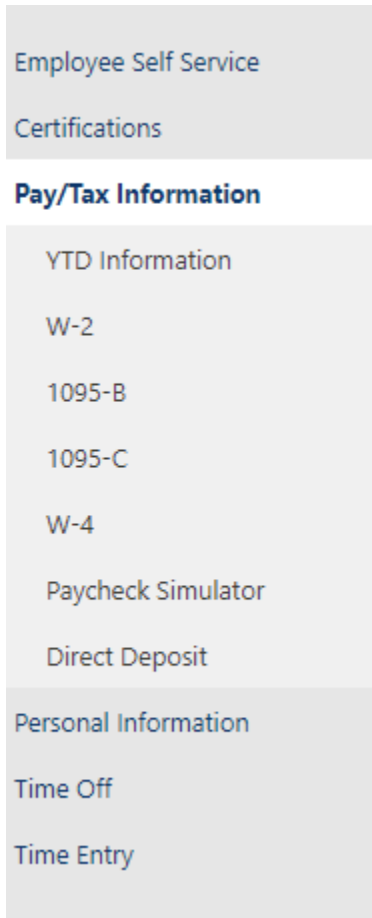 Employee Self Service
Certifications
Pay/Tax Information
YTD Information
W-2
1095-B
1095-C
W-4
Paycheck Simulator
Direct Deposit
Personal Information
Time Off
Time Entry